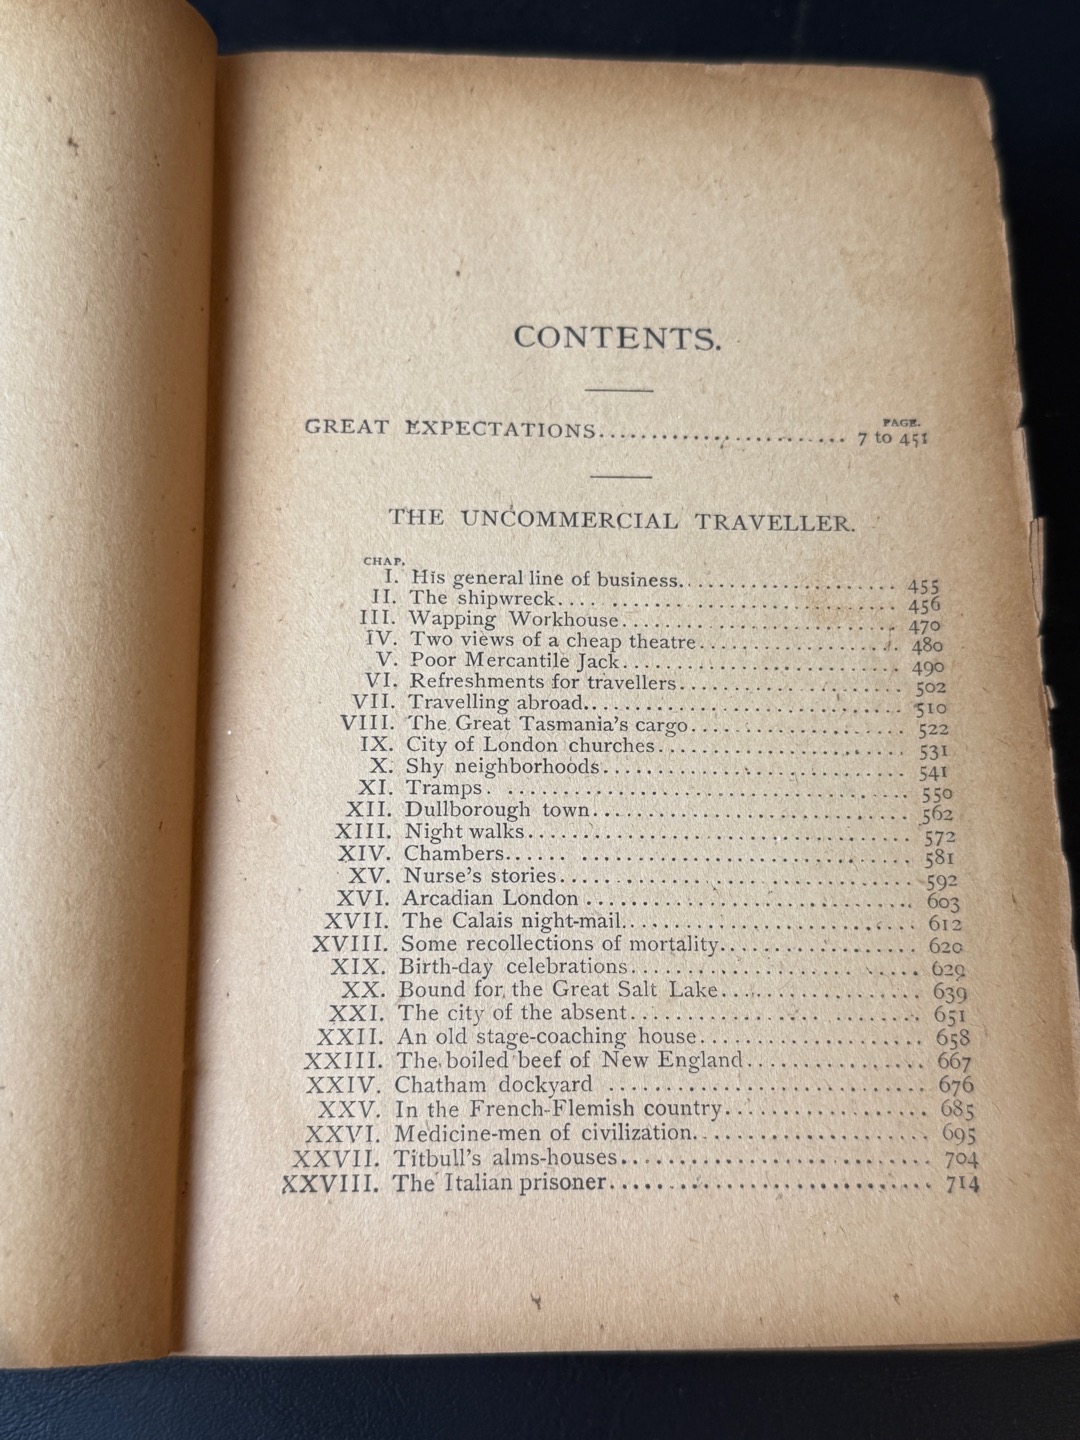 CONTENTS.
PAGE.
GREAT EXPECTATIONS........................ 7 to 451
THE UNCOMMERCIAL TRAVELLER.
CHAP.
I. His general line of business...................... 455
II. The shipwreck.... ........................... 456
III. Wapping Workhouse.......................... 470
IV. Two views of a cheap theatre.................... 480
V. Poor Mercantile Jack.......................... 490
VI. Refreshments for travellers...................... 502
VII. Travelling abroad.............................. 510
VIII. The Great Tasmania's cargo.................... 522
IX. City of London churches....................... 531
X. Shy neighborhoods........................... 541
XI. Tramps. ................................. 550
XII. Dullborough town............................ 562
XIII. Night walks................................. 572
XIV. Chambers...... ........................... 581
XV. Nurse's stories............................... 592
XVI. Arcadian London ............................. 603
XVII. The Calais night-mail.......................... 612
XVIII. Some recollections of mortality.................. 620
XIX. Birth-day celebrations......................... 629
XX. Bound for the Great Salt Lake................... 639
XXI. The city of the absent.......................... 651
XXII. An old stage-coaching house.................... 658
XXIII. The boiled beef of New England................. 667
XXIV. Chatham dockyard ........................... 676
XXV. In the French-Flemish country.................. 685
XXVI. Medicine-men of civilization.................... 695
XXVII. Titbull's alms-houses.......................... 704
XXVIII. The Italian prisoner........................... 714